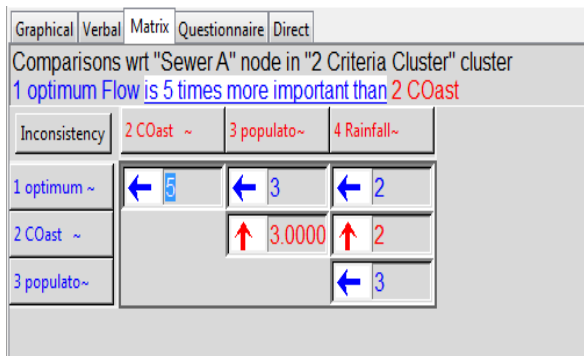 Graphical Verbal Matrix Questionnaire Direct
Comparisons wrt "Sewer A" node in "2 Criteria Cluster" cluster
1 optimum Flow is 5 times more important than 2 COast
Inconsistency 2 COast ~ 3 populato~ 4 Rainfall~
1 optimum ~ 5 3 2
2 COast ~ 3.0000 2
3 populato~ 3